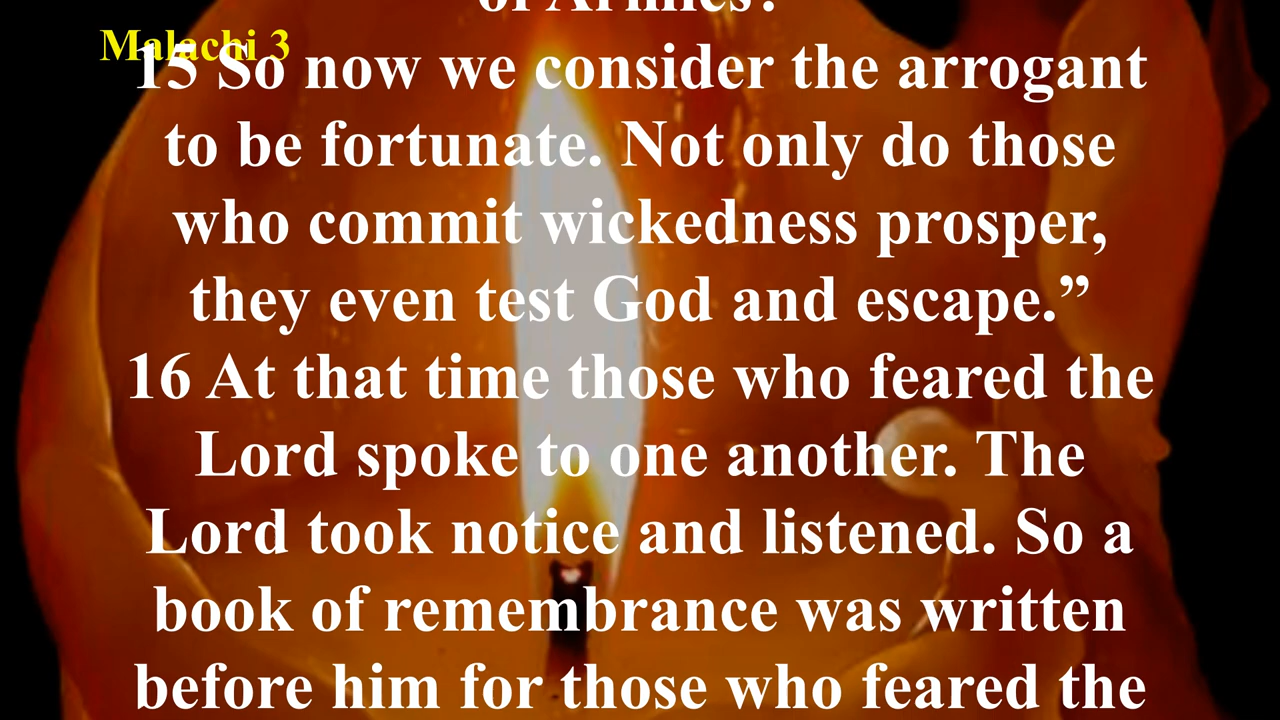 of Armies?
Malachi 3
15 So now we consider the arrogant
to be fortunate. Not only do those
who commit wickedness prosper,
they even test God and escape.”
16 At that time those who feared the
Lord spoke to one another. The
Lord took notice and listened. So a
book of remembrance was written
before him for those who feared the